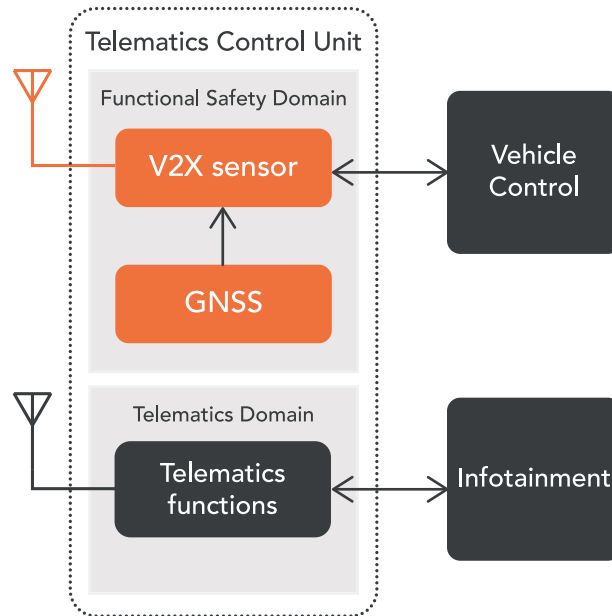 Telematics Control Unit
Functional Safety Domain
V2X sensor
Vehicle
Control
GNSS
Telematics Domain
Telematics
functions
Infotainment